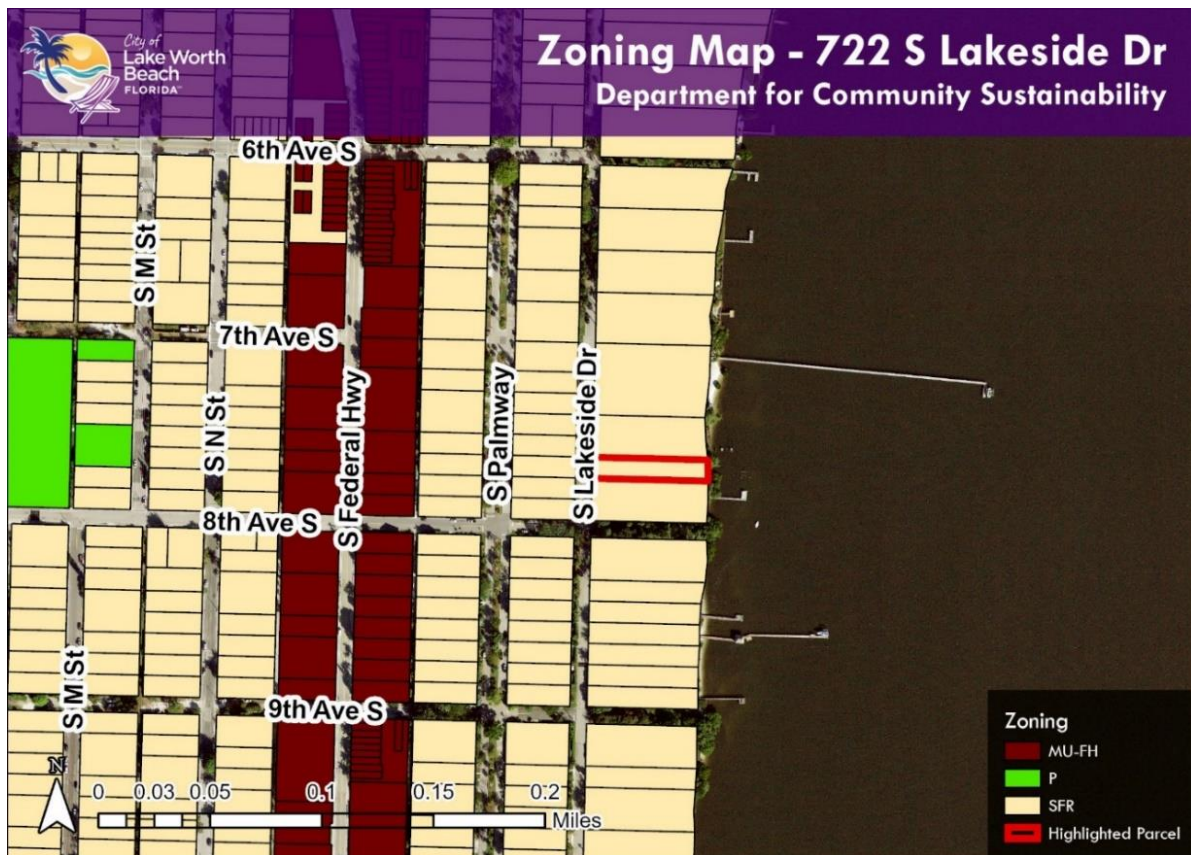 City of
Lake Worth
Beach
FLORIDA™
Zoning Map - 722 S Lakeside Dr
Department for Community Sustainability
6th Ave S
S M St
7th Ave S
S N St
S Federal Hwy
S Palmway
S Lakeside Dr
8th Ave S
S M St
9th Ave S
N
0 0.03 0.05 0.1 0.15 0.2
Miles
Zoning
MU-FH
P
SFR
Highlighted Parcel